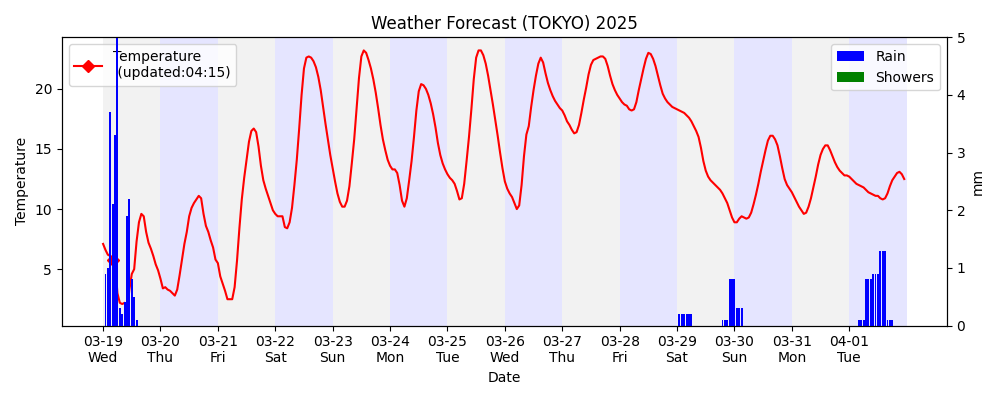 Weather Forecast (TOKYO) 2025
Temperature
(updated:04:15)
Rain
Showers
Temperature
20
15
10
5
5
4
3
2
1
0
mm
03-19 03-20 03-21 03-22 03-23 03-24 03-25 03-26 03-27 03-28 03-29 03-30 03-31 04-01
Wed Thu Fri Sat Sun Mon Tue Wed Thu Fri Sat Sun Mon Tue
Date